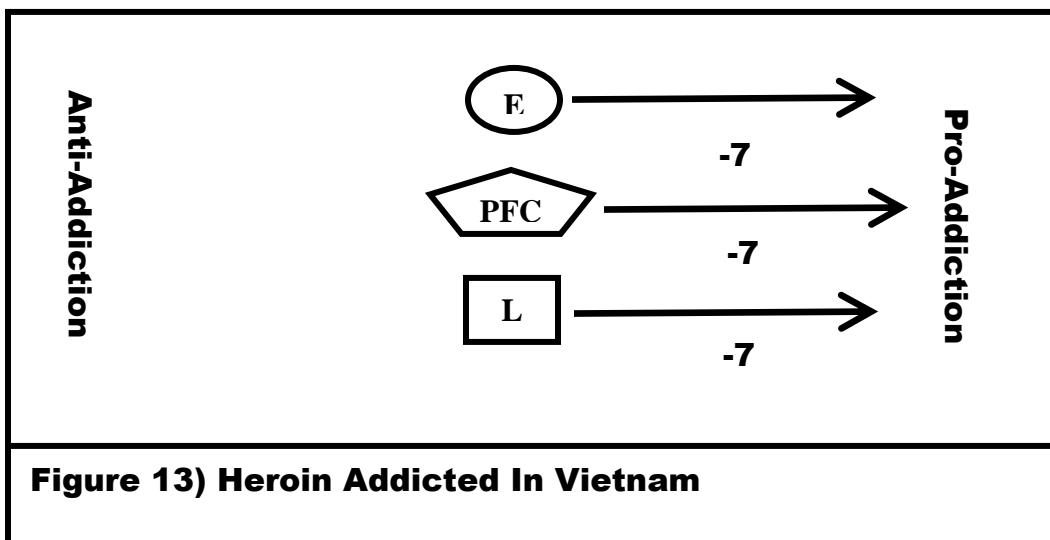 Anti-Addiction
E
-7
PFC
-7
L
-7
Pro-Addiction
Figure 13) Heroin Addicted In Vietnam